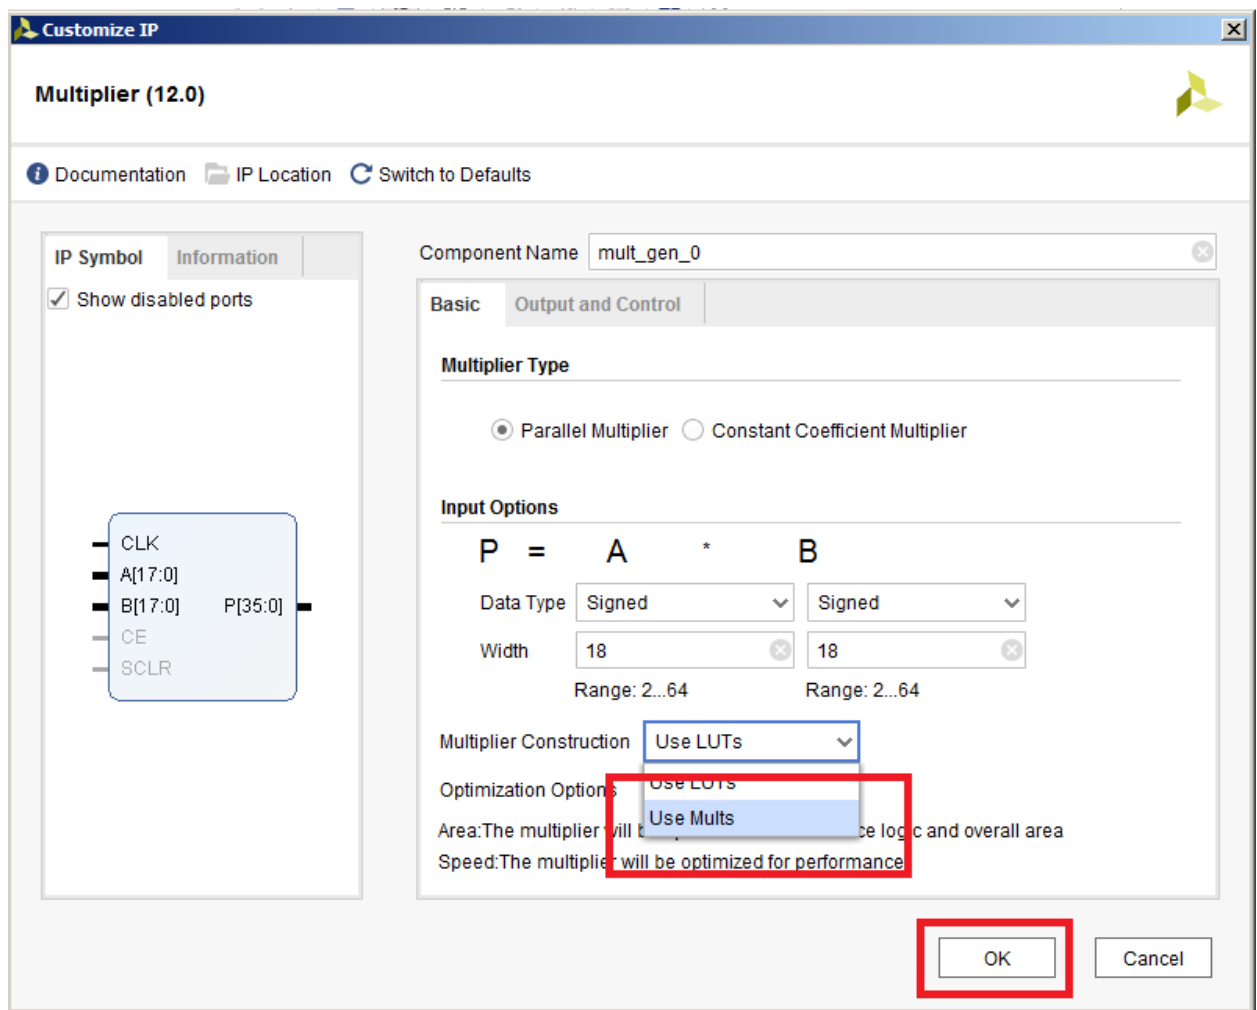 Customize IP
Multiplier (12.0)
Documentation IP Location Switch to Defaults
IP Symbol Information
Show disabled ports
CLK
A[17:0]
B[17:0] P[35:0]
CE
SCLR
Component Name mult_gen_0
Basic Output and Control
Multiplier Type
Parallel Multiplier Constant Coefficient Multiplier
Input Options
P = A * B
Data Type Signed Signed
Width 18 18
Range: 2...64 Range: 2...64
Multiplier Construction Use LUTs
Use LUTs
Optimization Options
Use Mults
Area:The multiplier will logic and overall area
Speed:The multiplier will be optimized for performance
OK Cancel